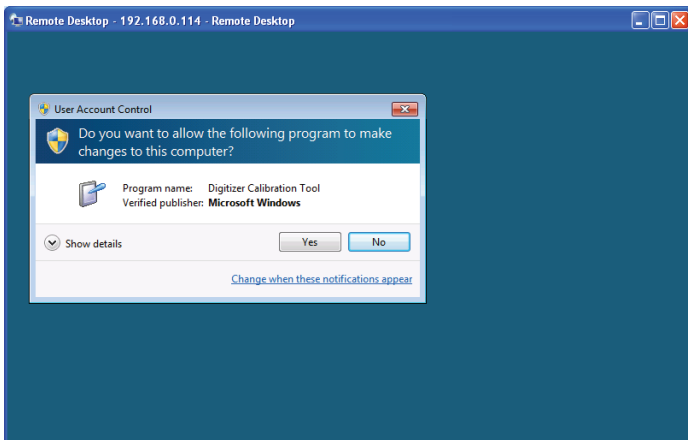 Remote Desktop - 192.168.0.114 - Remote Desktop
User Account Control
Do you want to allow the following program to make
changes to this computer?
Program name: Digitizer Calibration Tool
Verified publisher: Microsoft Windows
Show details
Yes
No
Change when these notifications appear